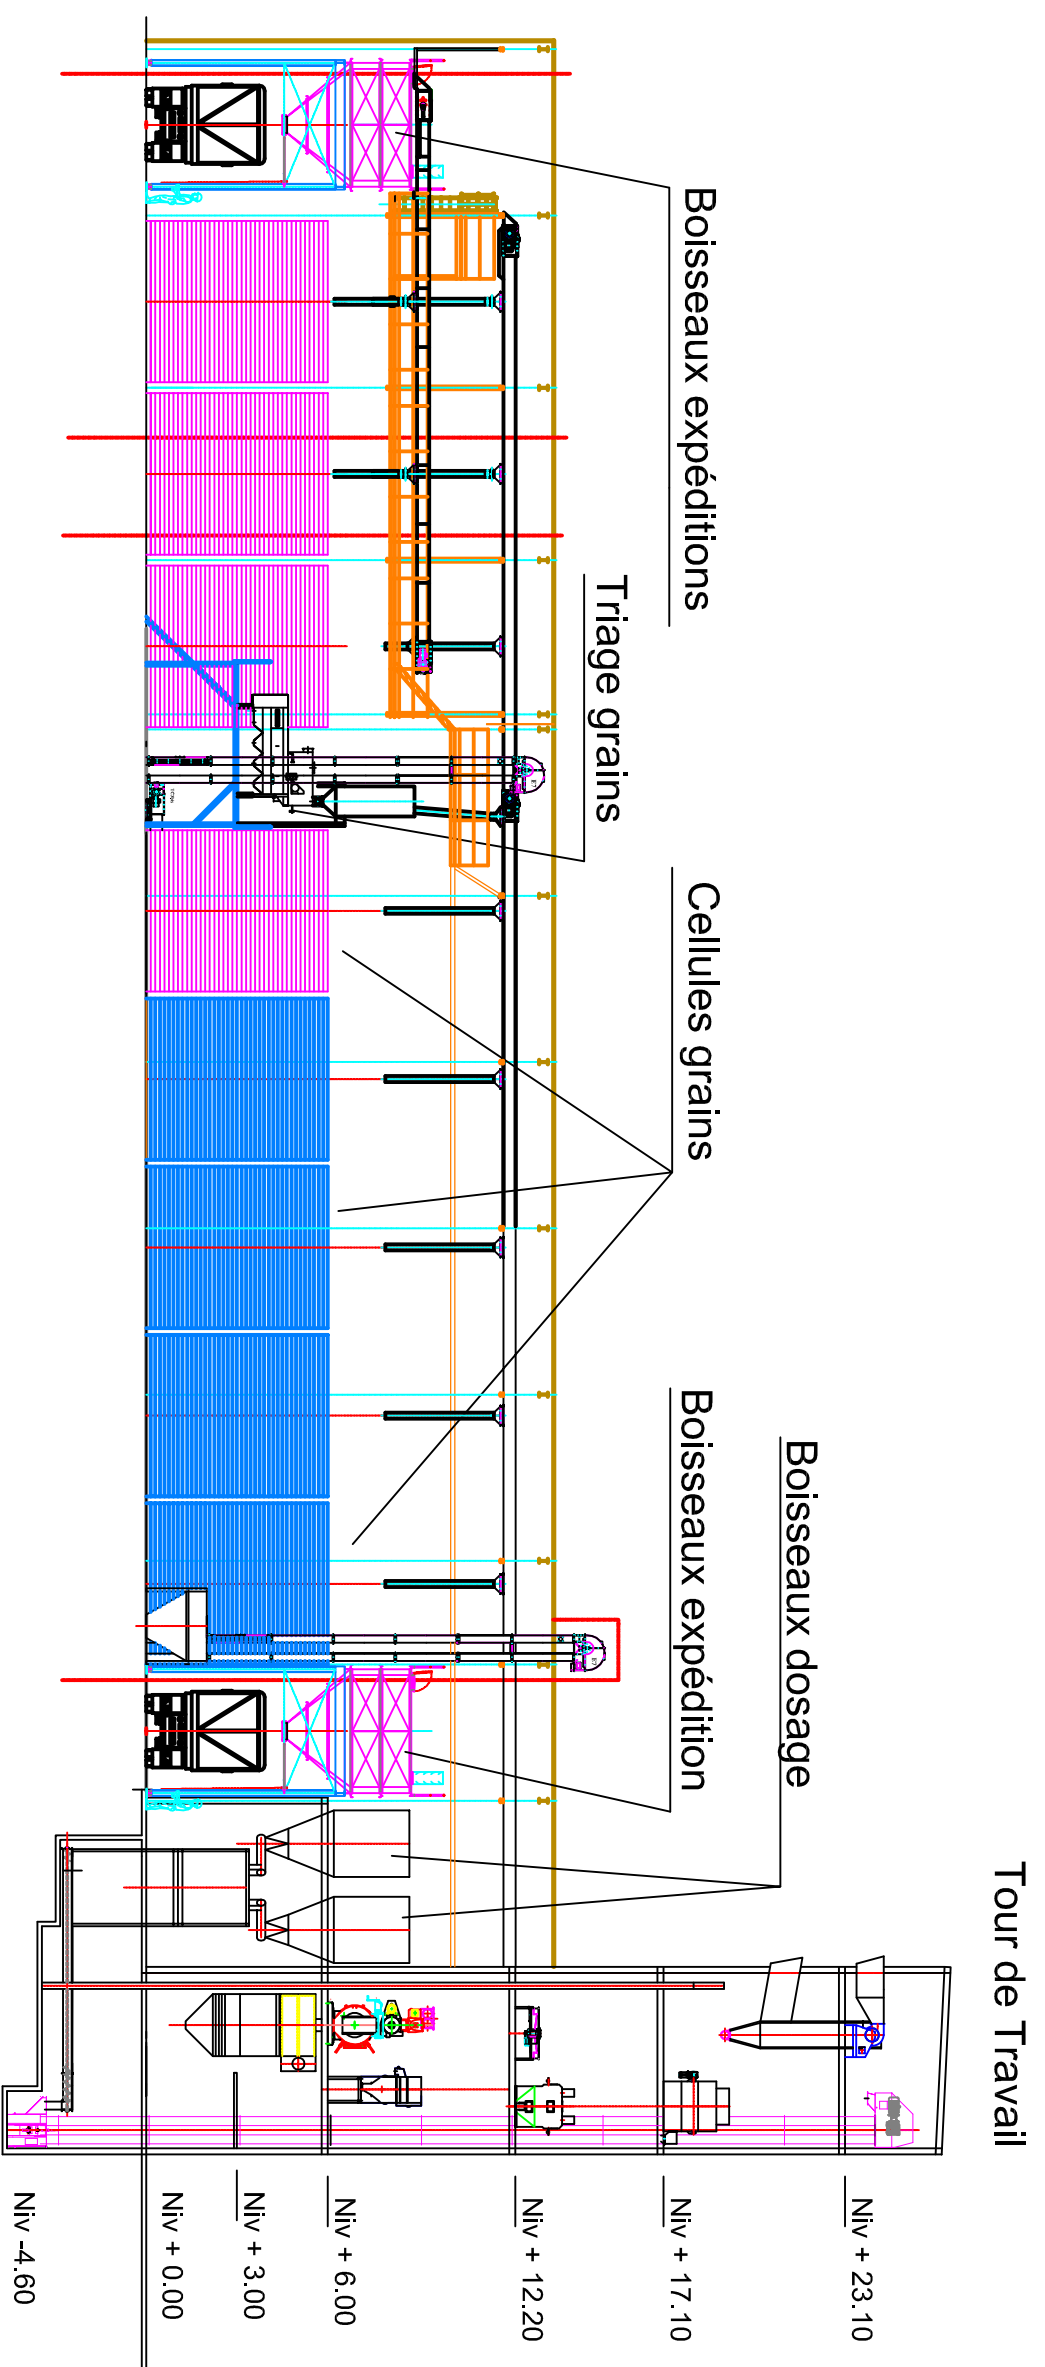 Tour de Travail
Boisseaux expéditions
Triage grains
Cellules grains
Boisseaux expédition
Boisseaux dosage
Niv + 23.10
Niv + 17.10
Niv + 12.20
Niv + 6.00
Niv + 3.00
Niv + 0.00
Niv -4.60